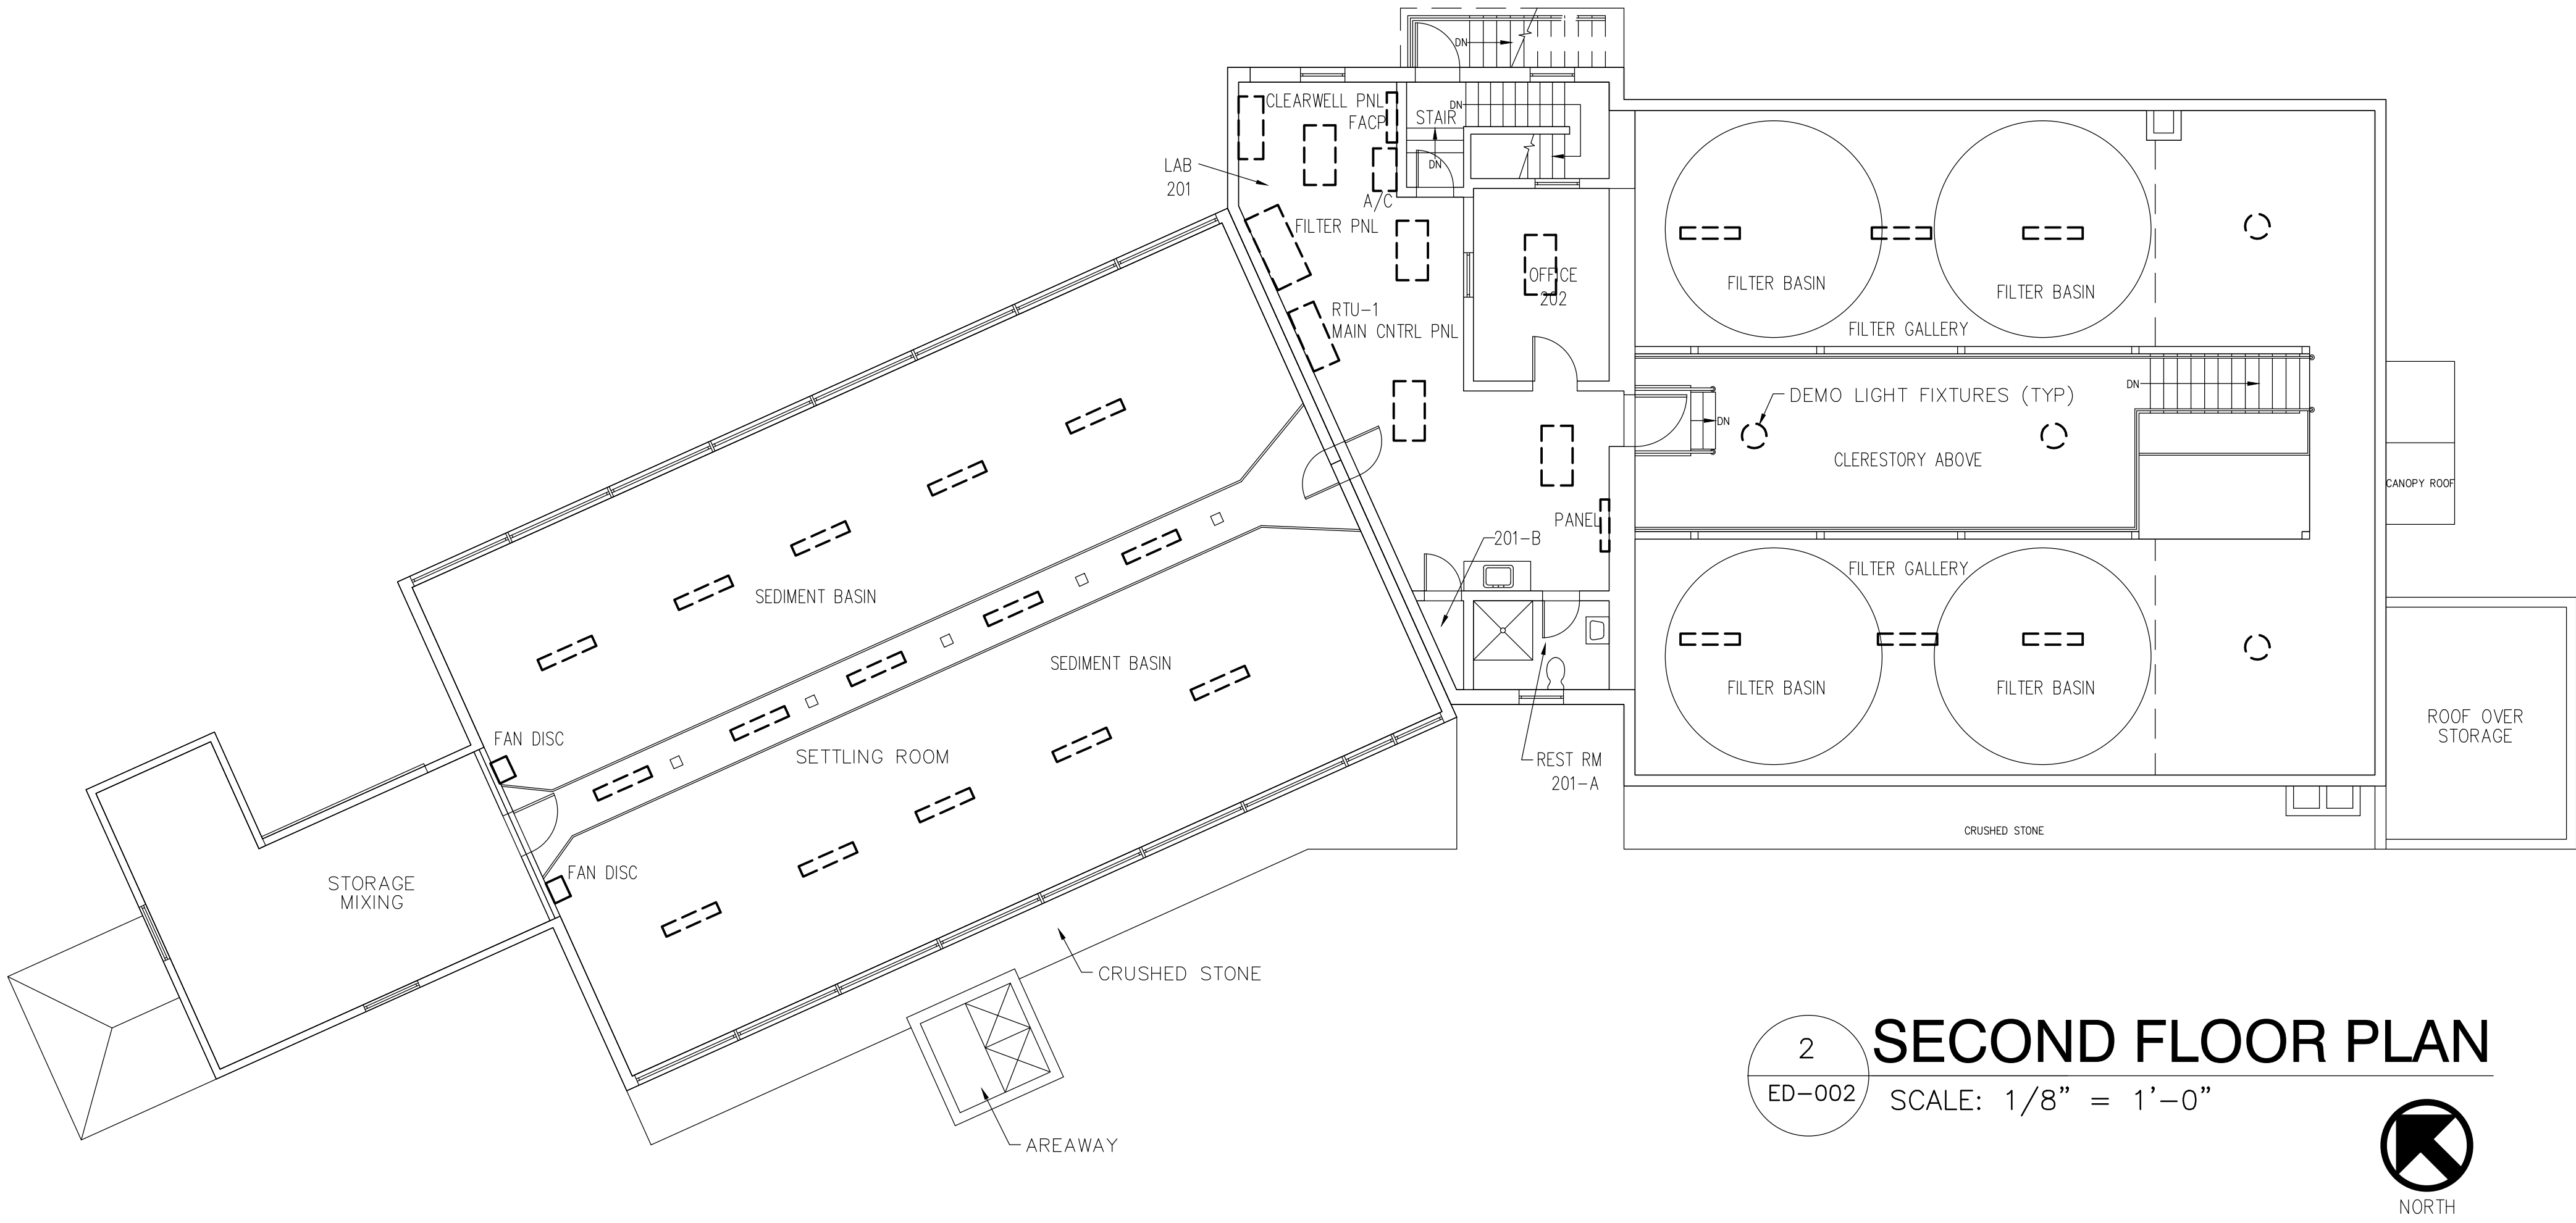 DN
CLEARWELL PNL
FACP
STAIR
DN
DN
LAB
201
A/C
FILTER PNL
OFFICE
202
RTU-1
MAIN CNTRL PNL
FILTER BASIN
FILTER BASIN
FILTER GALLERY
DN
DEMO LIGHT FIXTURES (TYP)
DN
CLERESTORY ABOVE
CANOPY ROOF
PANEL
201-B
FILTER GALLERY
SEDIMENT BASIN
SEDIMENT BASIN
FILTER BASIN
FILTER BASIN
ROOF OVER
STORAGE
FAN DISC
SETTLING ROOM
REST RM
201-A
CRUSHED STONE
FAN DISC
STORAGE
MIXING
CRUSHED STONE
AREAWAY
2
ED-002
SECOND FLOOR PLAN
SCALE: 1/8" = 1'-0"
NORTH